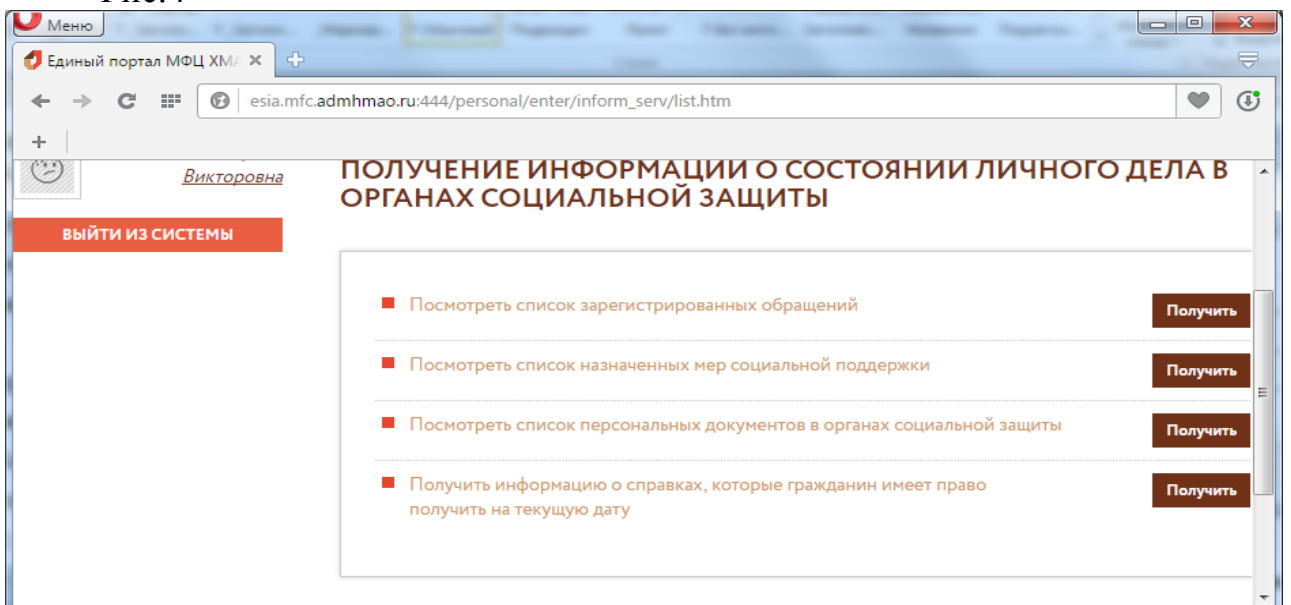 Меню
Единый портал МФЦ ХМА
esia.mfc.admhmao.ru:444/personal/enter/inform_serv/list.htm
Викторовна
ВЫЙТИ ИЗ СИСТЕМЫ
ПОЛУЧЕНИЕ ИНФОРМАЦИИ О СОСТОЯНИИ ЛИЧНОГО ДЕЛА В
ОРГАНАХ СОЦИАЛЬНОЙ ЗАЩИТЫ
Посмотреть список зарегистрированных обращений
Получить
Посмотреть список назначенных мер социальной поддержки
Получить
Посмотреть список персональных документов в органах социальной защиты
Получить
Получить информацию о справках, которые гражданин имеет право
получить на текущую дату
Получить